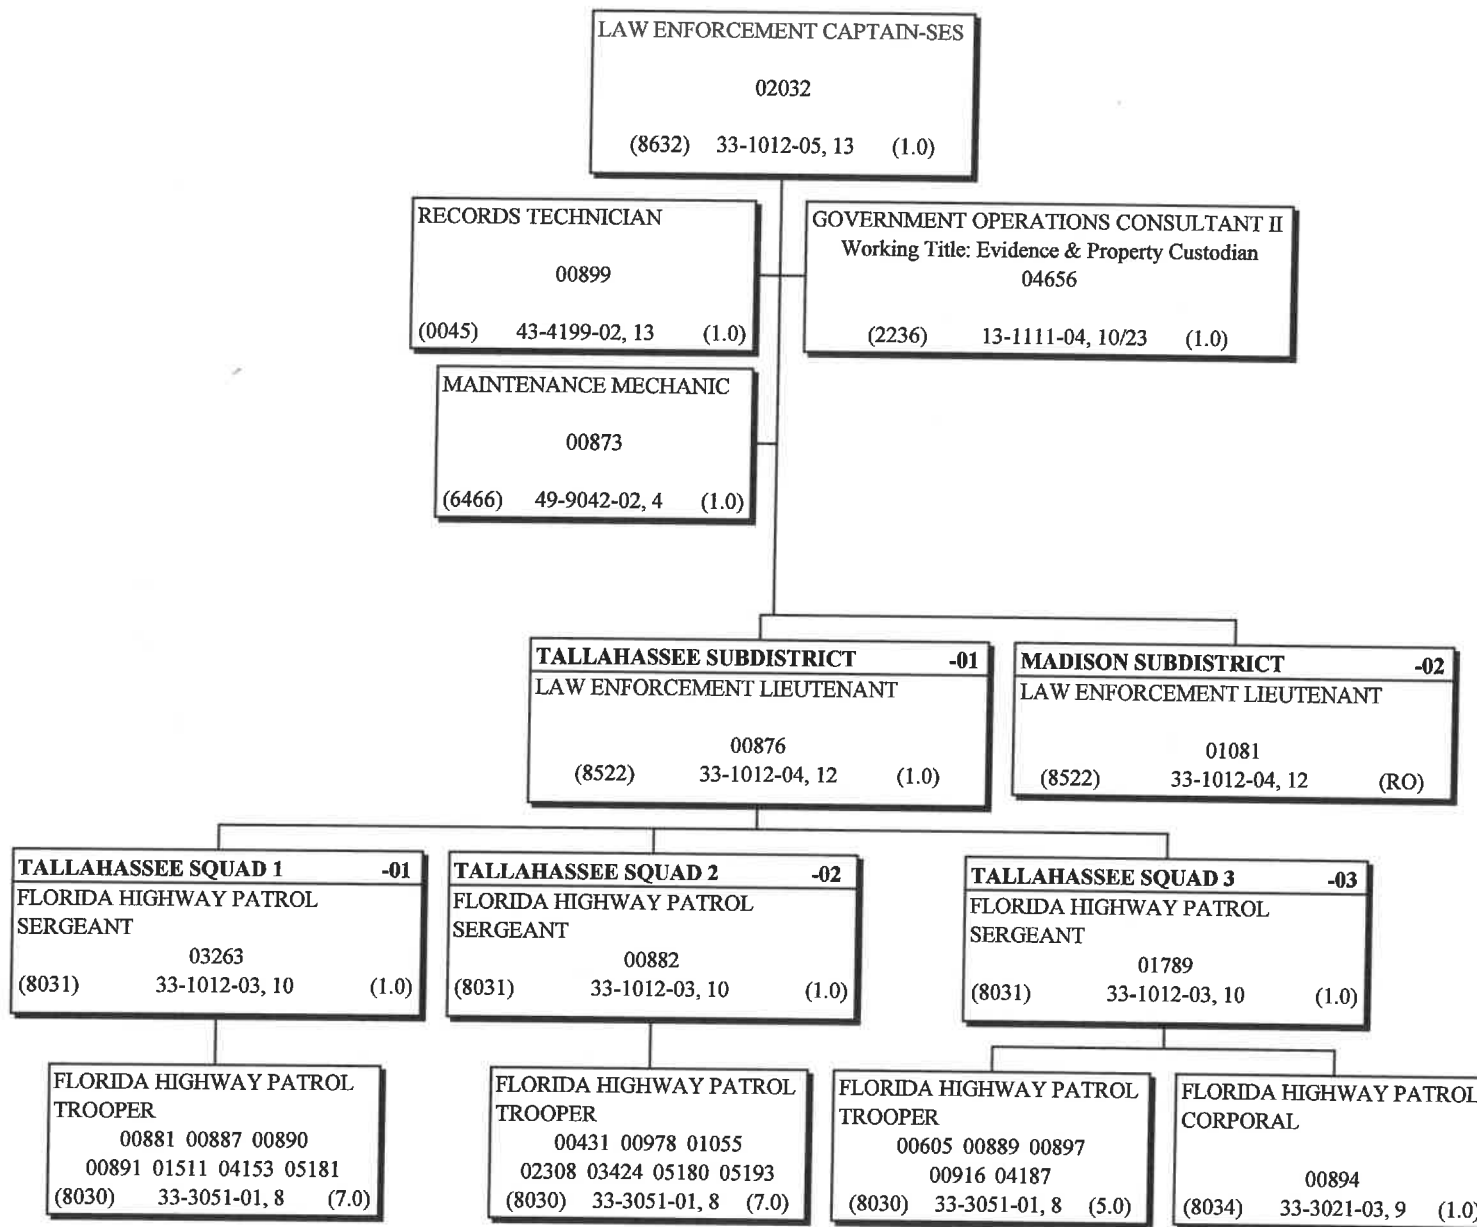 LAW ENFORCEMENT CAPTAIN-SES
02032
(8632) 33-1012-05, 13 (1.0)
RECORDS TECHNICIAN
00899
(0045) 43-4199-02, 13 (1.0)
GOVERNMENT OPERATIONS CONSULTANT II
Working Title: Evidence & Property Custodian
04656
(2236) 13-1111-04, 10/23 (1.0)
MAINTENANCE MECHANIC
00873
(6466) 49-9042-02, 4 (1.0)
TALLAHASSEE SUBDISTRICT -01
LAW ENFORCEMENT LIEUTENANT
00876
(8522) 33-1012-04, 12 (1.0)
MADISON SUBDISTRICT -02
LAW ENFORCEMENT LIEUTENANT
01081
(8522) 33-1012-04, 12 (RO)
TALLAHASSEE SQUAD 1 -01
FLORIDA HIGHWAY PATROL
SERGEANT
03263
(8031) 33-1012-03, 10 (1.0)
TALLAHASSEE SQUAD 2 -02
FLORIDA HIGHWAY PATROL
SERGEANT
00882
(8031) 33-1012-03, 10 (1.0)
TALLAHASSEE SQUAD 3 -03
FLORIDA HIGHWAY PATROL
SERGEANT
01789
(8031) 33-1012-03, 10 (1.0)
FLORIDA HIGHWAY PATROL
TROOPER
00881 00887 00890
00891 01511 04153 05181
(8030) 33-3051-01, 8 (7.0)
FLORIDA HIGHWAY PATROL
TROOPER
00431 00978 01055
02308 03424 05180 05193
(8030) 33-3051-01, 8 (7.0)
FLORIDA HIGHWAY PATROL
TROOPER
00605 00889 00897
00916 04187
(8030) 33-3051-01, 8 (5.0)
FLORIDA HIGHWAY PATROL
CORPORAL
00894
(8034) 33-3021-03, 9 (1.0)